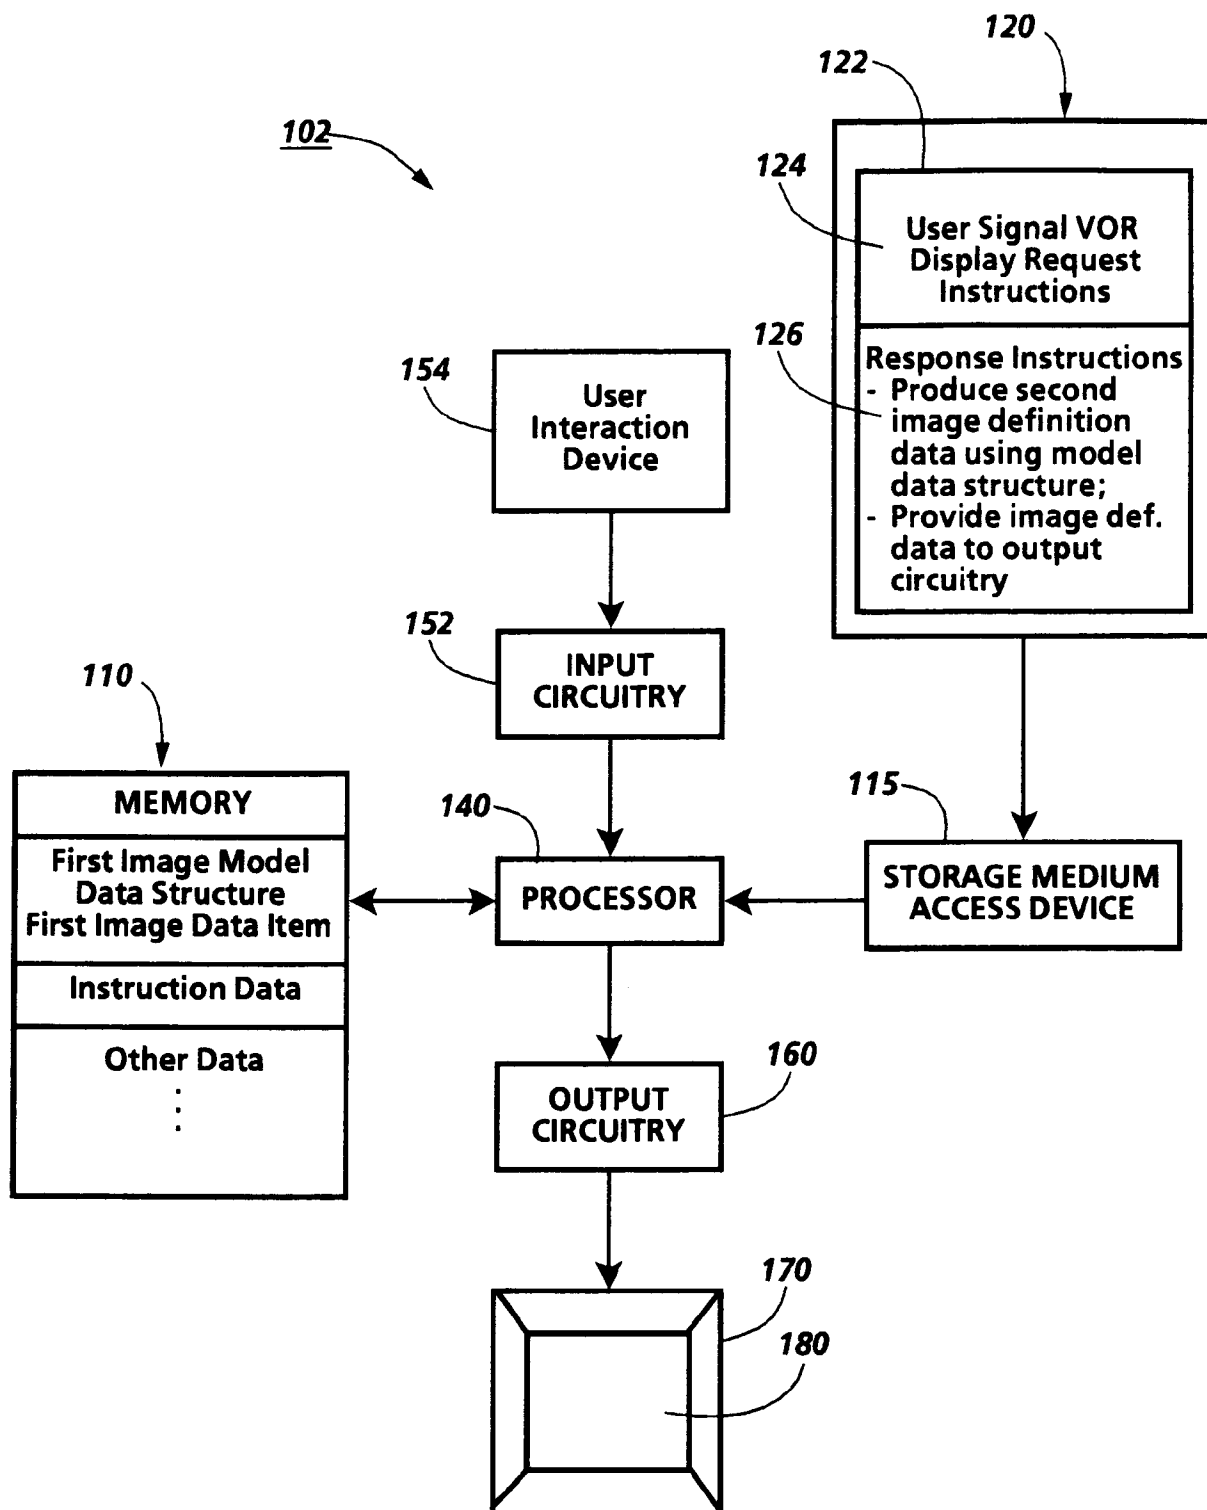 120
122
102
124
User Signal VOR
Display Request
Instructions
126
Response Instructions
- Produce second
image definition
data using model
data structure;
- Provide image def.
data to output
circuitry
154
User
Interaction
Device
152
INPUT
CIRCUITRY
110
MEMORY
First Image Model
Data Structure
First Image Data Item
Instruction Data
Other Data
140
PROCESSOR
115
STORAGE MEDIUM
ACCESS DEVICE
160
OUTPUT
CIRCUITRY
170
180